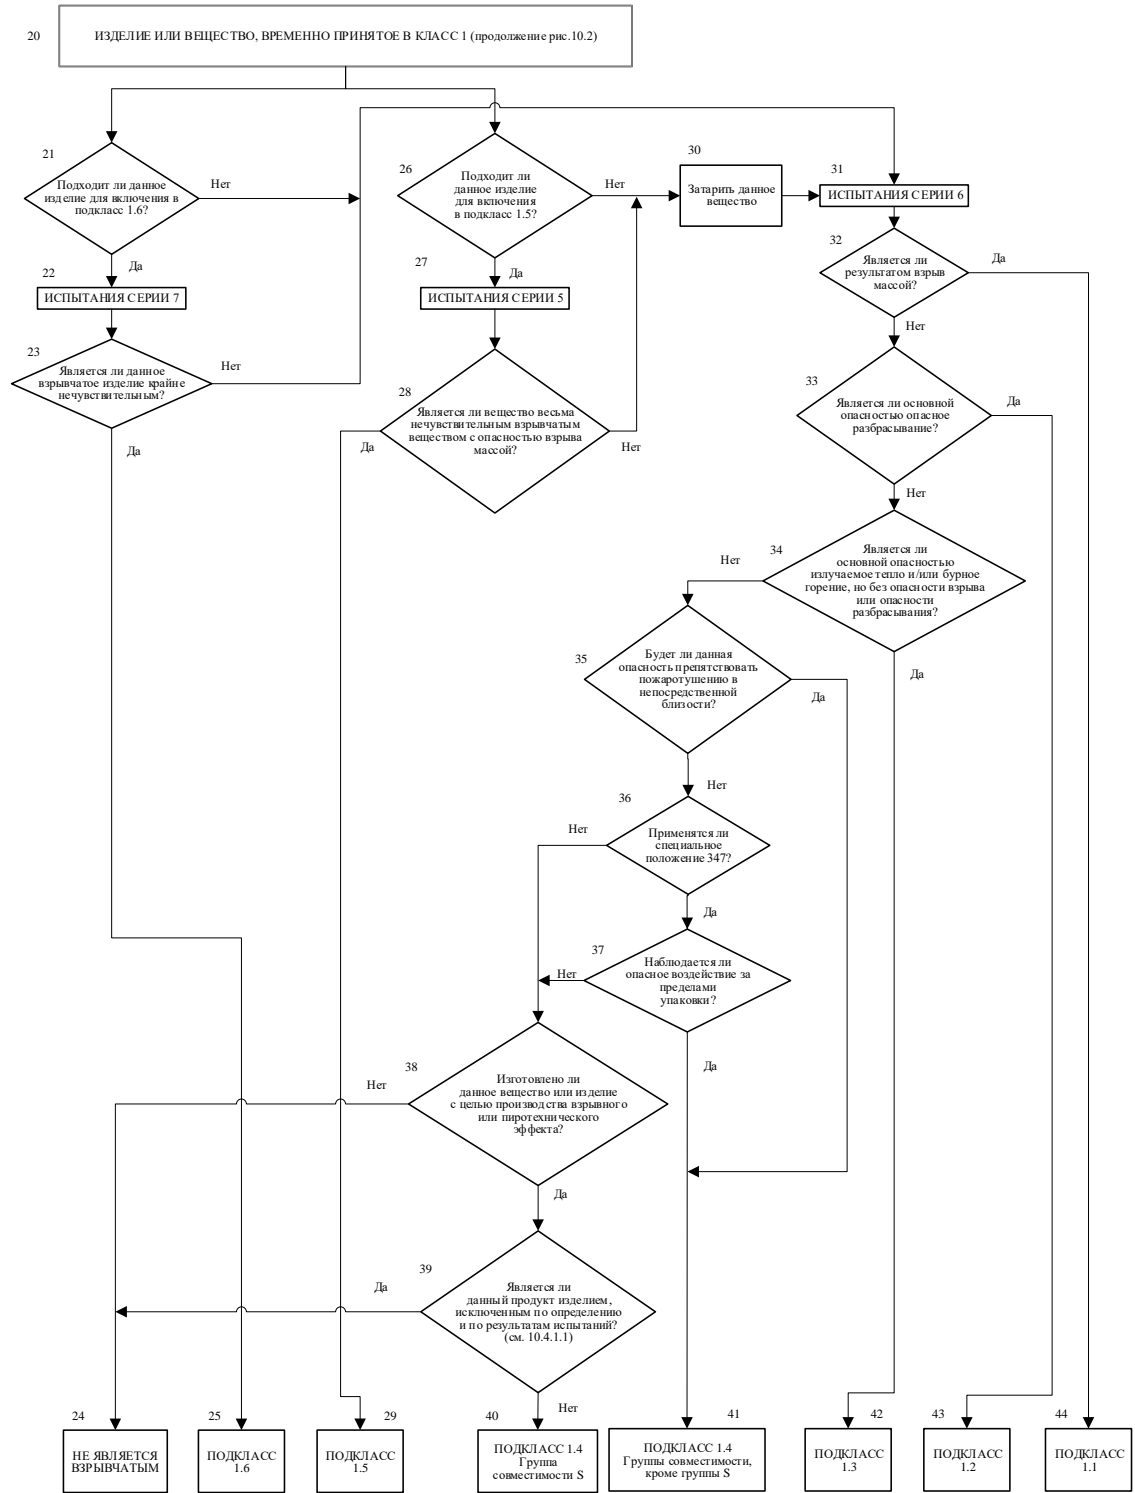 20
ИЗДЕЛИЕ ИЛИ ВЕЩЕСТВО, ВРЕМЕННО ПРИНЯТОЕ В КЛАСС 1 (продолжение рис.10.2)
21
Подходит ли данное
изделие для включения в
подкласс 1.6?
Нет
Да
22
ИСПЫТАНИЯ СЕРИИ 7
23
Является ли данное
взрывчатое изделие крайне
нечувствительным?
Нет
Да
26
Подходит ли
данное изделие
для включения
в подкласс 1.5?
Нет
Да
27
ИСПЫТАНИЯ СЕРИИ 5
28
Является ли вещество весьма
нечувствительным взрывчатым
веществом с опасностью взрыва
массой?
Да
Нет
30
Затарить данное
вещество
31
ИСПЫТАНИЯ СЕРИИ 6
32
Является ли
результатом взрыв
массой?
Да
Нет
33
Является ли основной
опасностью опасное
разбрасывание?
Да
Нет
34
Является ли
основной опасностью
излучаемое тепло и/или бурное
горение, но без опасности взрыва
или опасности
разбрасывания?
Нет
Да
35
Будет ли данная
опасность препятствовать
пожаротушению в
непосредственной
близости?
Да
Нет
36
Применятся ли
специальное
положение 347?
Нет
Да
37
Наблюдается ли
опасное воздействие за
пределами
упаковки?
Нет
Да
38
Изготовлено ли
данное вещество или изделие
с целью производства взрывного
или пиротехнического
эффекта?
Нет
Да
39
Является ли
данный продукт изделием,
исключенным по определению
и по результатам испытаний?
(см. 10.4.1.1)
Да
Нет
24
НЕ ЯВЛЯЕТСЯ
ВЗРЫВЧАТЫМ
25
ПОДКЛАСС
1.6
29
ПОДКЛАСС
1.5
40
ПОДКЛАСС 1.4
Группа
совместимости S
41
ПОДКЛАСС 1.4
Группы совместимости,
кроме группы S
42
ПОДКЛАСС
1.3
43
ПОДКЛАСС
1.2
44
ПОДКЛАСС
1.1